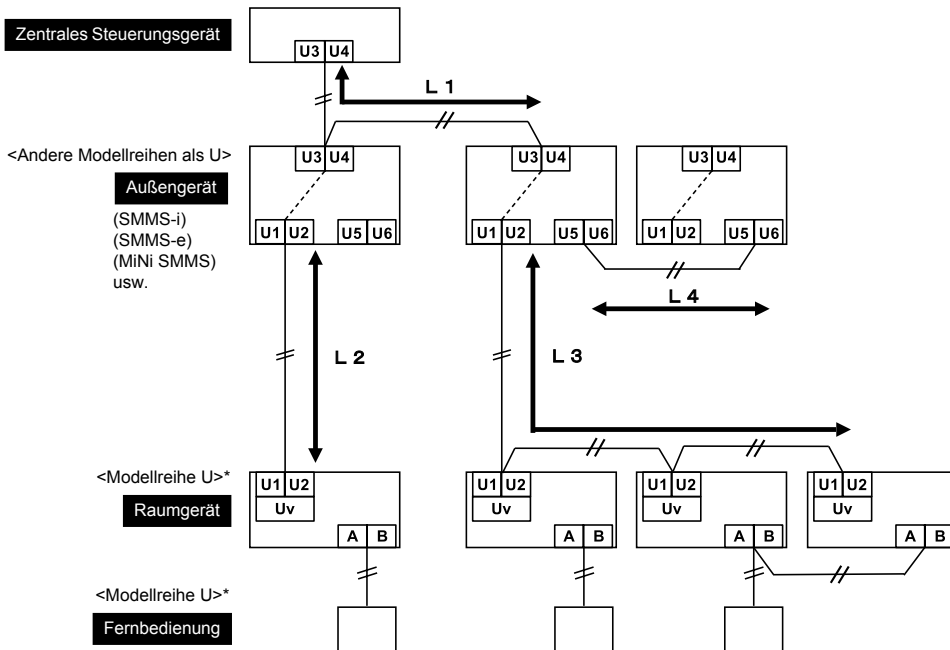 Zentrales Steuerungsgerät
U3 U4
L 1
<Andere Modellreihen als U>
U3 U4
U3 U4
U3 U4
Außengerät
(SMMS-i)
(SMMS-e)
(MiNi SMMS)
usw.
U1 U2
U5 U6
U1 U2
U5 U6
U1 U2
U5 U6
L 4
L 2
L 3
<Modellreihe U>*
U1 U2
Uv
U1 U2
Uv
U1 U2
Uv
U1 U2
Uv
Raumgerät
A B
A B
A B
A B
<Modellreihe U>*
Fernbedienung